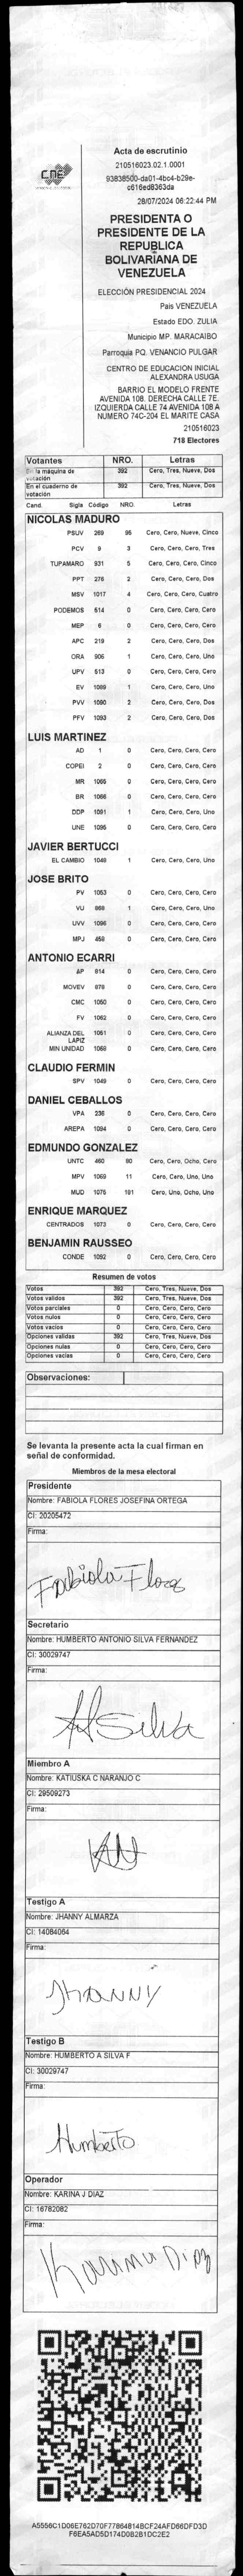 CNE
Acta de escrutinio
210516023.02.1.0001
93838500-da01-4bc4-b29e-
c616ed8363da
28/07/2024 06:22:44 PM
PRESIDENTA O
PRESIDENTE DE LA
REPUBLICA
BOLIVARIANA DE
VENEZUELA
ELECCIÓN PRESIDENCIAL 2024
Pais VENEZUELA
Estado EDO. ZULIA
Municipio MP. MARACAIBO
Parroquia PQ. VENANCIO PULGAR
CENTRO DE EDUCACION INICIAL
ALEXANDRA USUGA
BARRIO EL MODELO FRENTE
AVENIDA 108. DERECHA CALLE 7E.
IZQUIERDA CALLE 74 AVENIDA 108 A
NUMERO 74C-204 EL MARITE CASA
210516023
718 Electores
Votantes NRO. Letras
En la máquina de votación 392 Cero, Tres, Nueve, Dos
En el cuaderno de votación 392 Cero, Tres, Nueve, Dos
Cand. Sigla Código NRO. Letras
NICOLAS MADURO
PSUV 269 95 Cero, Cero, Nueve, Cinco
PCV 9 3 Cero, Cero, Cero, Tres
TUPAMARO 931 5 Cero, Cero, Cero, Cinco
PPT 276 2 Cero, Cero, Cero, Dos
MSV 1017 4 Cero, Cero, Cero, Cuatro
PODEMOS 514 0 Cero, Cero, Cero, Cero
MEP 6 0 Cero, Cero, Cero, Cero
APC 219 2 Cero, Cero, Cero, Dos
ORA 906 1 Cero, Cero, Cero, Uno
UPV 513 0 Cero, Cero, Cero, Cero
EV 1089 1 Cero, Cero, Cero, Uno
PVV 1090 2 Cero, Cero, Cero, Dos
PFV 1093 2 Cero, Cero, Cero, Dos
LUIS MARTINEZ
AD 1 0 Cero, Cero, Cero, Cero
COPEI 2 0 Cero, Cero, Cero, Cero
MR 1065 0 Cero, Cero, Cero, Cero
BR 1066 0 Cero, Cero, Cero, Cero
DDP 1091 1 Cero, Cero, Cero, Uno
UNE 1095 0 Cero, Cero, Cero, Cero
JAVIER BERTUCCI
EL CAMBIO 1048 1 Cero, Cero, Cero, Uno
JOSE BRITO
PV 1053 0 Cero, Cero, Cero, Cero
VU 868 1 Cero, Cero, Cero, Uno
UVV 1096 0 Cero, Cero, Cero, Cero
MPJ 459 0 Cero, Cero, Cero, Cero
ANTONIO ECARRI
AP 814 0 Cero, Cero, Cero, Cero
MOVEV 878 0 Cero, Cero, Cero, Cero
CMC 1050 0 Cero, Cero, Cero, Cero
FV 1062 0 Cero, Cero, Cero, Cero
ALIANZA DEL LAPIZ 1051 0 Cero, Cero, Cero, Cero
MIN UNIDAD 1058 0 Cero, Cero, Cero, Cero
CLAUDIO FERMIN
SPV 1049 0 Cero, Cero, Cero, Cero
DANIEL CEBALLOS
VPA 236 0 Cero, Cero, Cero, Cero
AREPA 1094 0 Cero, Cero, Cero, Cero
EDMUNDO GONZALEZ
UNTC 460 80 Cero, Cero, Ocho, Cero
MPV 1069 11 Cero, Cero, Uno, Uno
MUD 1075 181 Cero, Uno, Ocho, Uno
ENRIQUE MARQUEZ
CENTRADOS 1073 0 Cero, Cero, Cero, Cero
BENJAMIN RAUSSEO
CONDE 1092 0 Cero, Cero, Cero, Cero
Resumen de votos
Votos 392 Cero, Tres, Nueve, Dos
Votos validos 392 Cero, Tres, Nueve, Dos
Votos parciales 0 Cero, Cero, Cero, Cero
Votos nulos 0 Cero, Cero, Cero, Cero
Votos vacios 0 Cero, Cero, Cero, Cero
Opciones validas 392 Cero, Tres, Nueve, Dos
Opciones nulas 0 Cero, Cero, Cero, Cero
Opciones vacias 0 Cero, Cero, Cero, Cero
Observaciones:
Se levanta la presente acta la cual firman en
señal de conformidad.
Miembros de la mesa electoral
Presidente
Nombre: FABIOLA FLORES JOSEFINA ORTEGA
CI: 20205472
Firma:
Fabiola Flores
Secretario
Nombre: HUMBERTO ANTONIO SILVA FERNANDEZ
CI: 30029747
Firma:
Silva
Miembro A
Nombre: KATIUSKA C NARANJO C
CI: 29509273
Firma:
Testigo A
Nombre: JHANNY ALMARZA
CI: 14084064
Firma:
JhANNY
Testigo B
Nombre: HUMBERTO A SILVA F
CI: 30029747
Firma:
Humberto
Operador
Nombre: KARINA J DIAZ
CI: 16782082
Firma:
Karina Diaz
A5556C1D06E762D70F77864814BCF24AFD66DFD3D
F6EA5AD5D174D0B2B1DC2E2